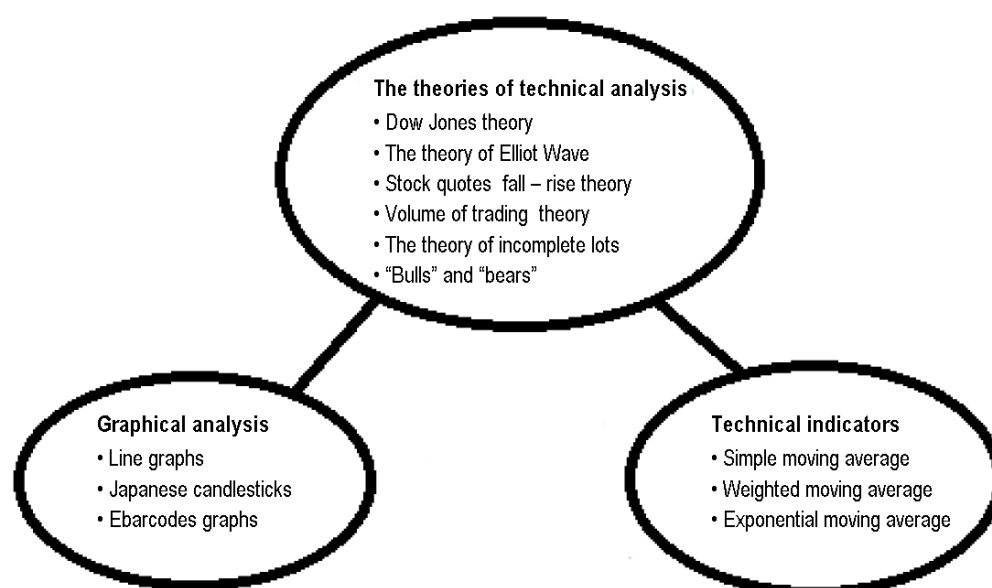 The theories of technical analysis
• Dow Jones theory
• The theory of Elliot Wave
• Stock quotes fall – rise theory
• Volume of trading theory
• The theory of incomplete lots
• “Bulls” and “bears”
Graphical analysis
• Line graphs
• Japanese candlesticks
• Ebarcodes graphs
Technical indicators
• Simple moving average
• Weighted moving average
• Exponential moving average